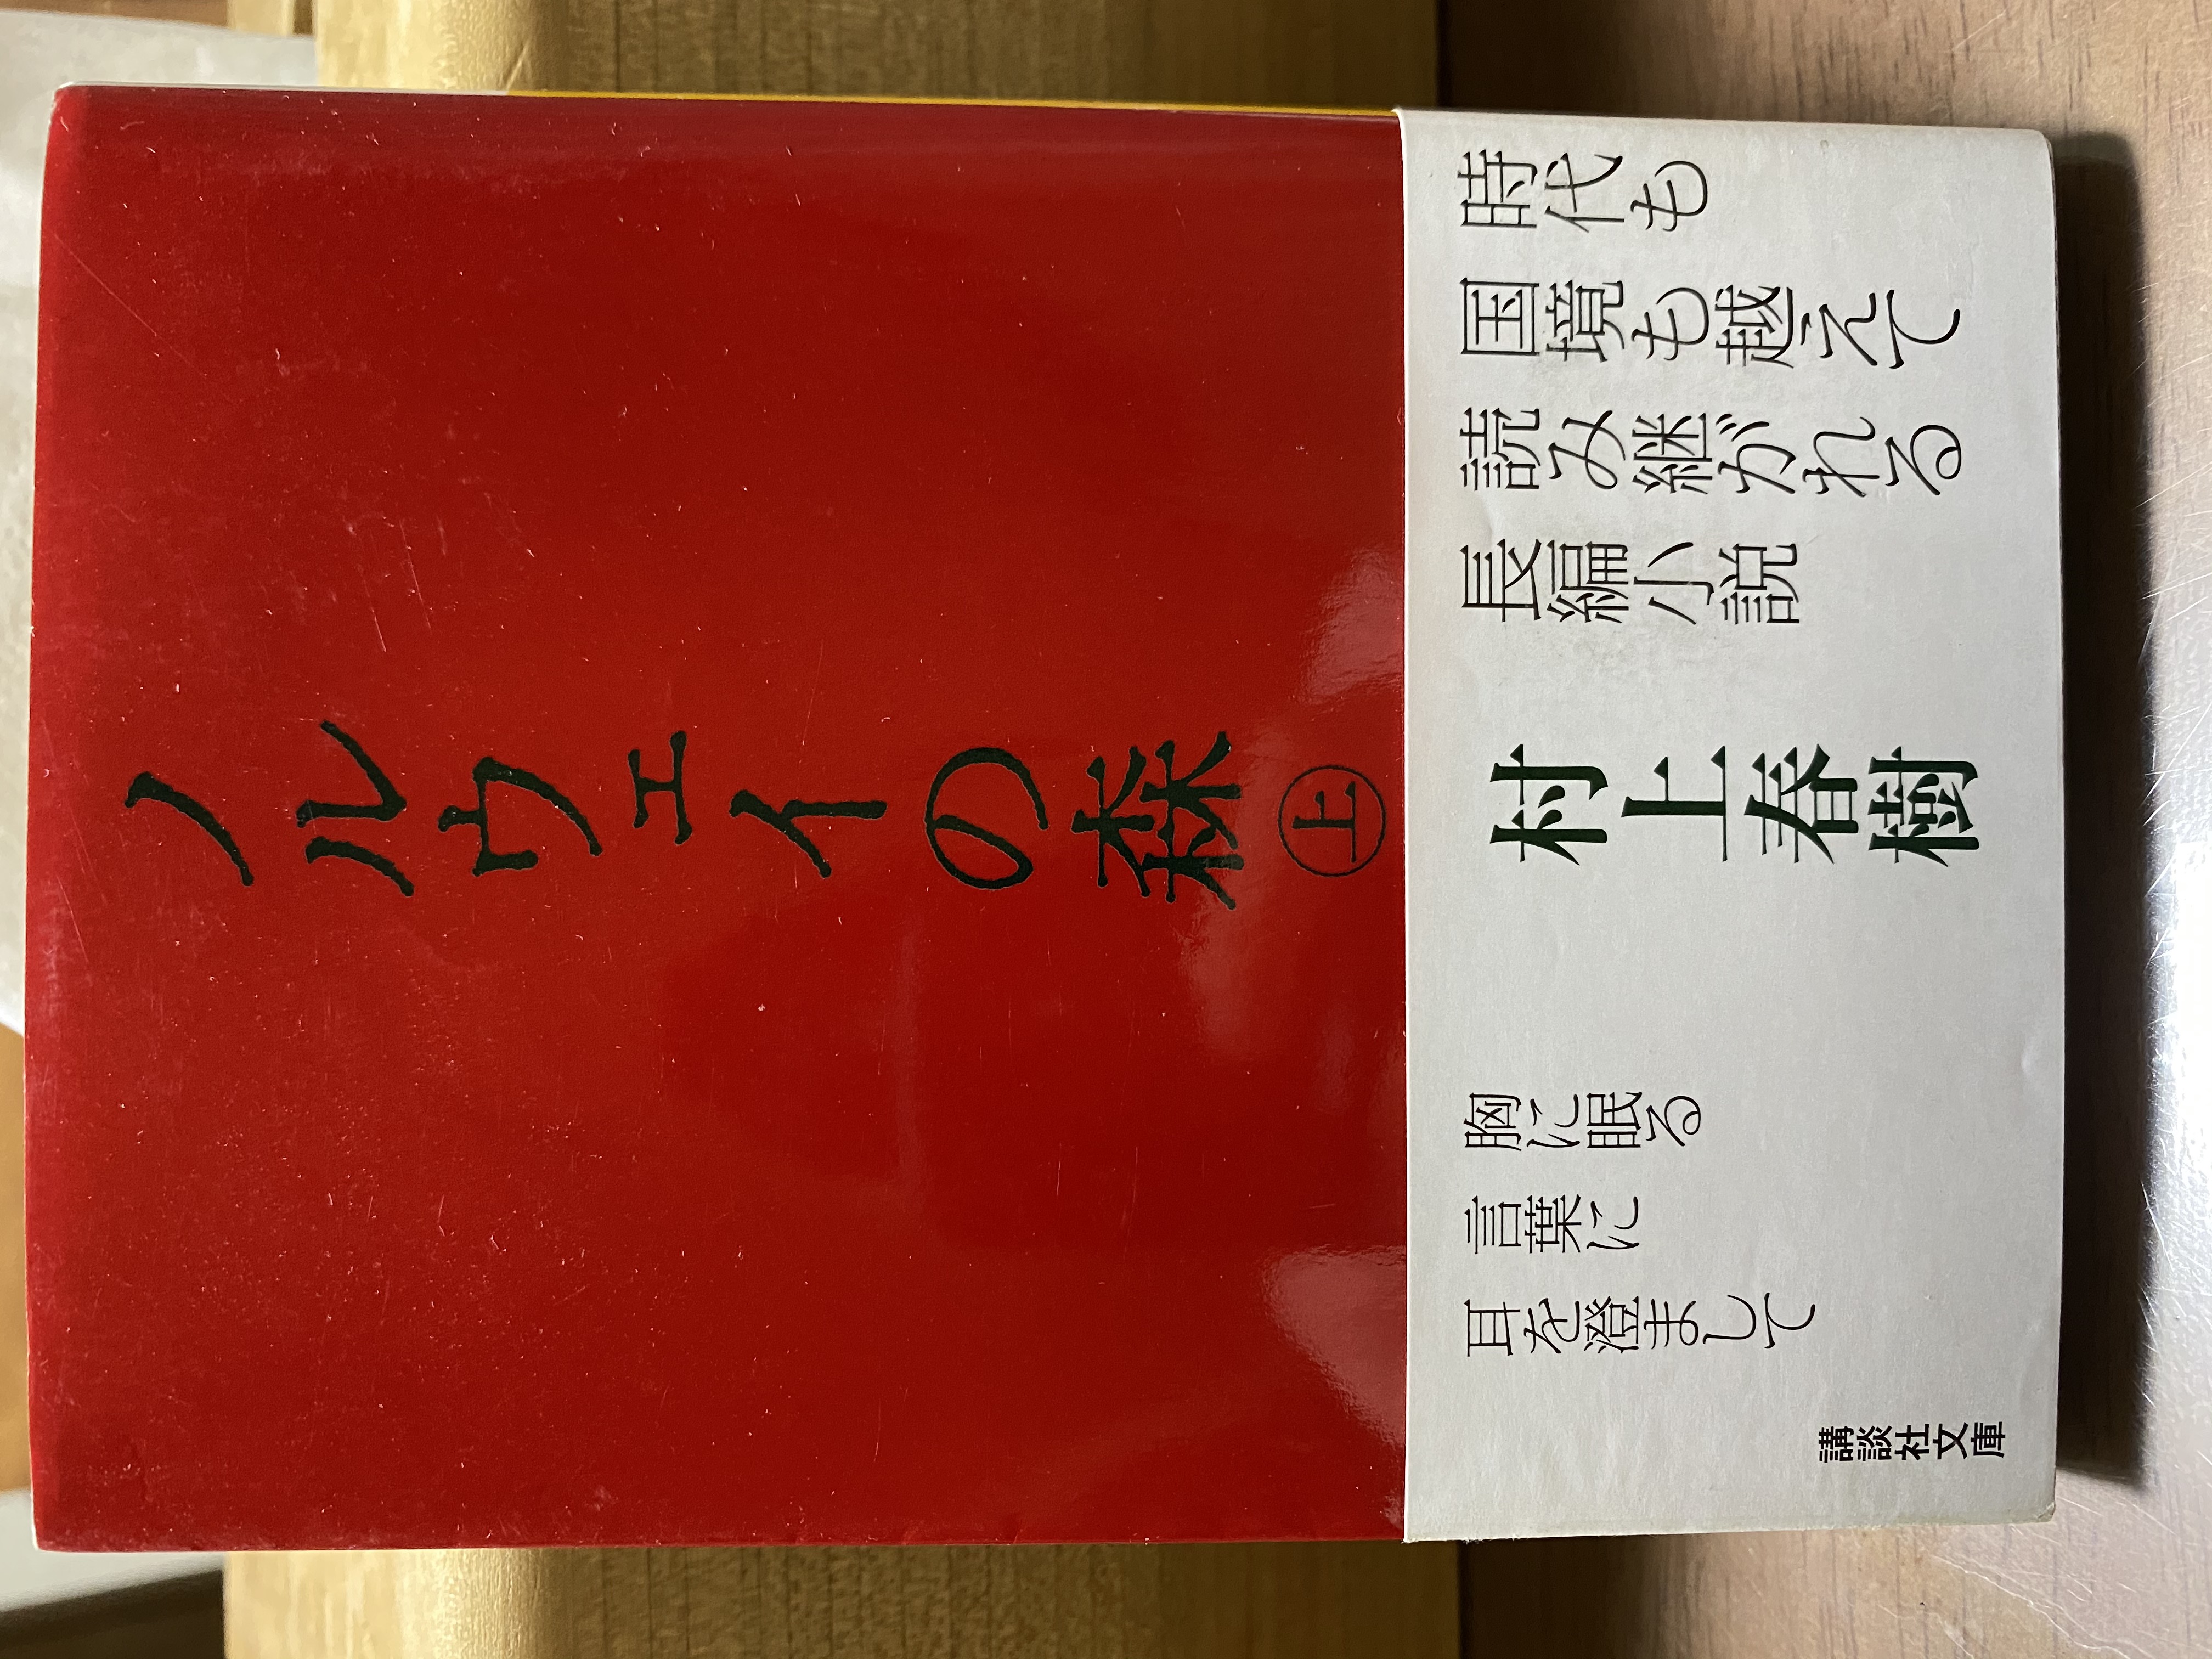 ノルウェイの森 ㊤
時代も
国境も越えて
読み継がれる
長編小説
村上春樹
胸に眠る
言葉に
耳を澄まして
講談社文庫